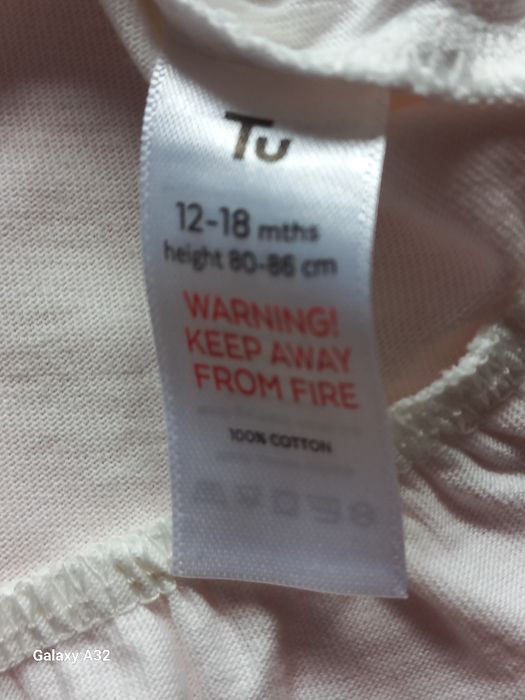 Tu
12-18 mths
height 80-86 cm
WARNING!
KEEP AWAY
FROM FIRE
100% COTTON
Galaxy A32